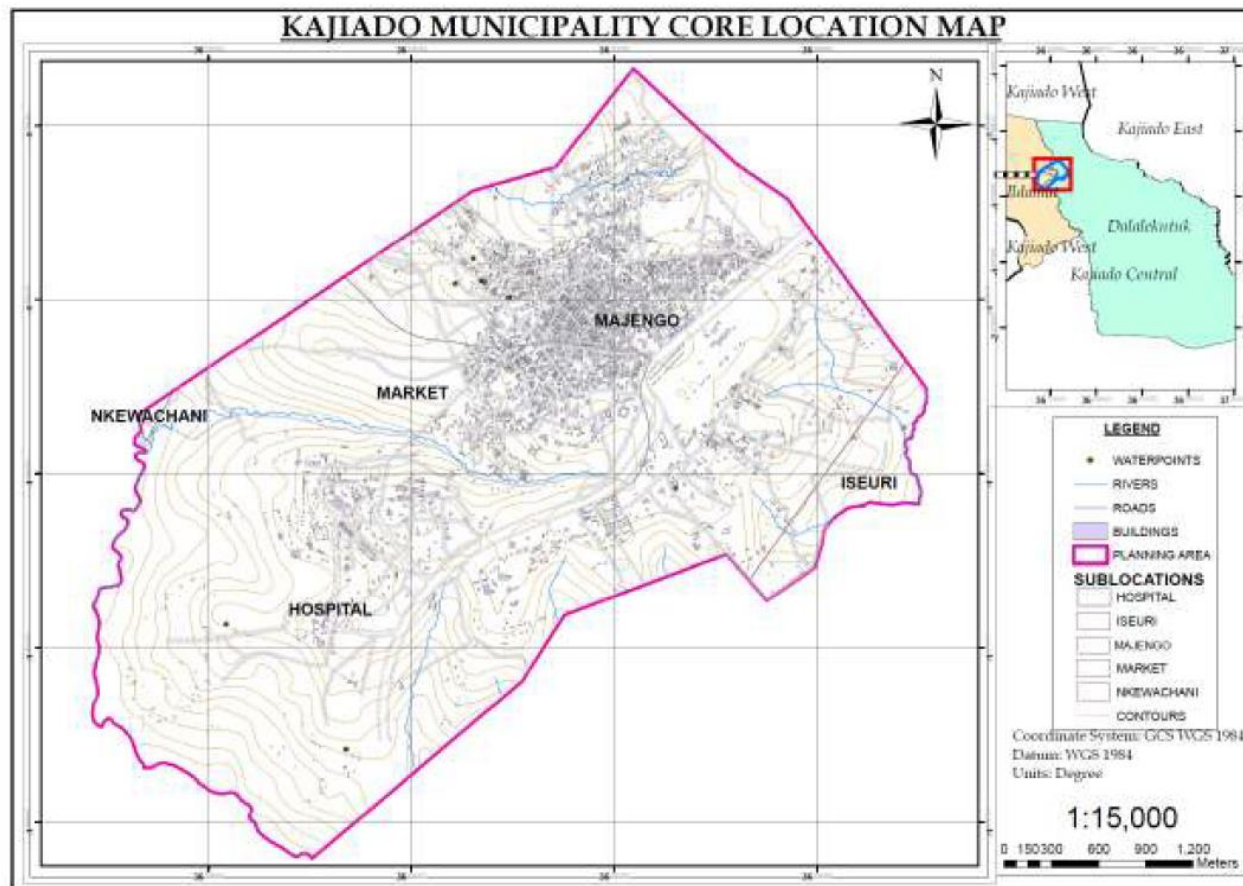 KAJIADO MUNICIPALITY CORE LOCATION MAP
N
MAJENGO
MARKET
NKEWACHANI
ISEURI
HOSPITAL
Kajiado West
Kajiado East
Dalalekutuk
Kajiado West
Kajiado Central
LEGEND
WATERPOINTS
RIVERS
ROADS
BUILDINGS
PLANNING AREA
SUBLOCATIONS
HOSPITAL
ISEURI
MAJENGO
MARKET
NKEWACHANI
CONTOURS
Coordinate System: GCS WGS 1984
Datum: WGS 1984
Units: Degree
1:15,000
0 150300 600 900 1.200
Meters